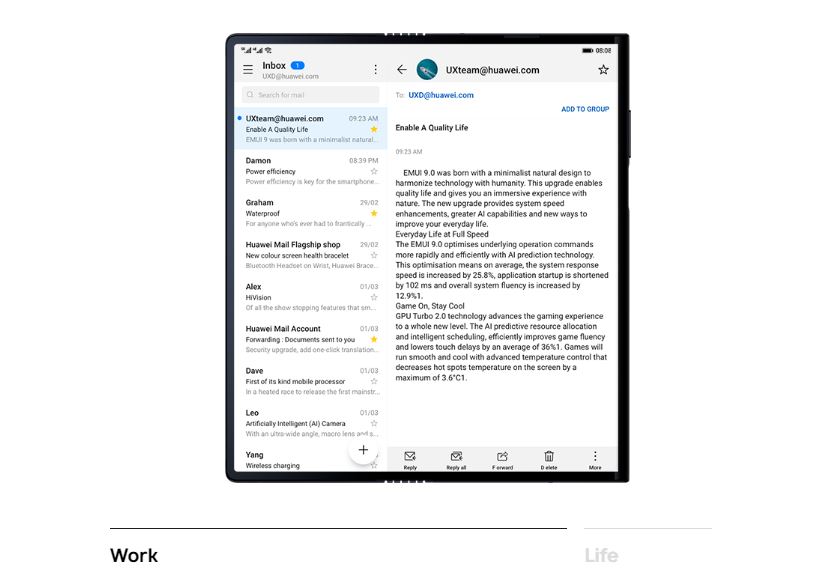 08:08
Inbox 1
UXD@huawei.com
Search for mail
UXteam@huawei.com 09:23 AM
Enable A Quality Life
EMUI 9 was born with a minimalist natural...
Damon 08:39 PM
Power efficiency
Power efficiency is key for the smartphone...
Graham 29/02
Waterproof
For anyone who's ever had to frantically ...
Huawei Mail Flagship shop 29/02
New colour screen health bracelet
Bluetooth Headset on Wrist, Huawei Brace...
Alex 01/03
HiVision
Of all the show stopping features that sm...
Huawei Mail Account 01/03
Forwarding : Documents sent to you
Security upgrade, add one-click translation...
Dave 01/03
First of its kind mobile processor
In a heated race to release the first mainstr...
Leo 01/03
Artificially Intelligent (AI) Camera
With an ultra-wide angle, macro lens and s...
Yang
Wireless charging
UXteam@huawei.com
To: UXD@huawei.com
ADD TO GROUP
Enable A Quality Life
09:23 AM
EMUI 9.0 was born with a minimalist natural design to
harmonize technology with humanity. This upgrade enables
quality life and gives you an immersive experience with
nature. The new upgrade provides system speed
enhancements, greater AI capabilities and new ways to
improve your everyday life.
Everyday Life at Full Speed
The EMUI 9.0 optimises underlying operation commands
more rapidly and efficiently with AI prediction technology.
This optimisation means on average, the system response
speed is increased by 25.8%, application startup is shortened
by 102 ms and overall system fluency is increased by
12.9%1.
Game On, Stay Cool
GPU Turbo 2.0 technology advances the gaming experience
to a whole new level. The AI predictive resource allocation
and intelligent scheduling, efficiently improves game fluency
and lowers touch delays by an average of 36%1. Games will
run smooth and cool with advanced temperature control that
decreases hot spots temperature on the screen by a
maximum of 3.6°C1.
Reply Reply all Forward Delete More
Work Life